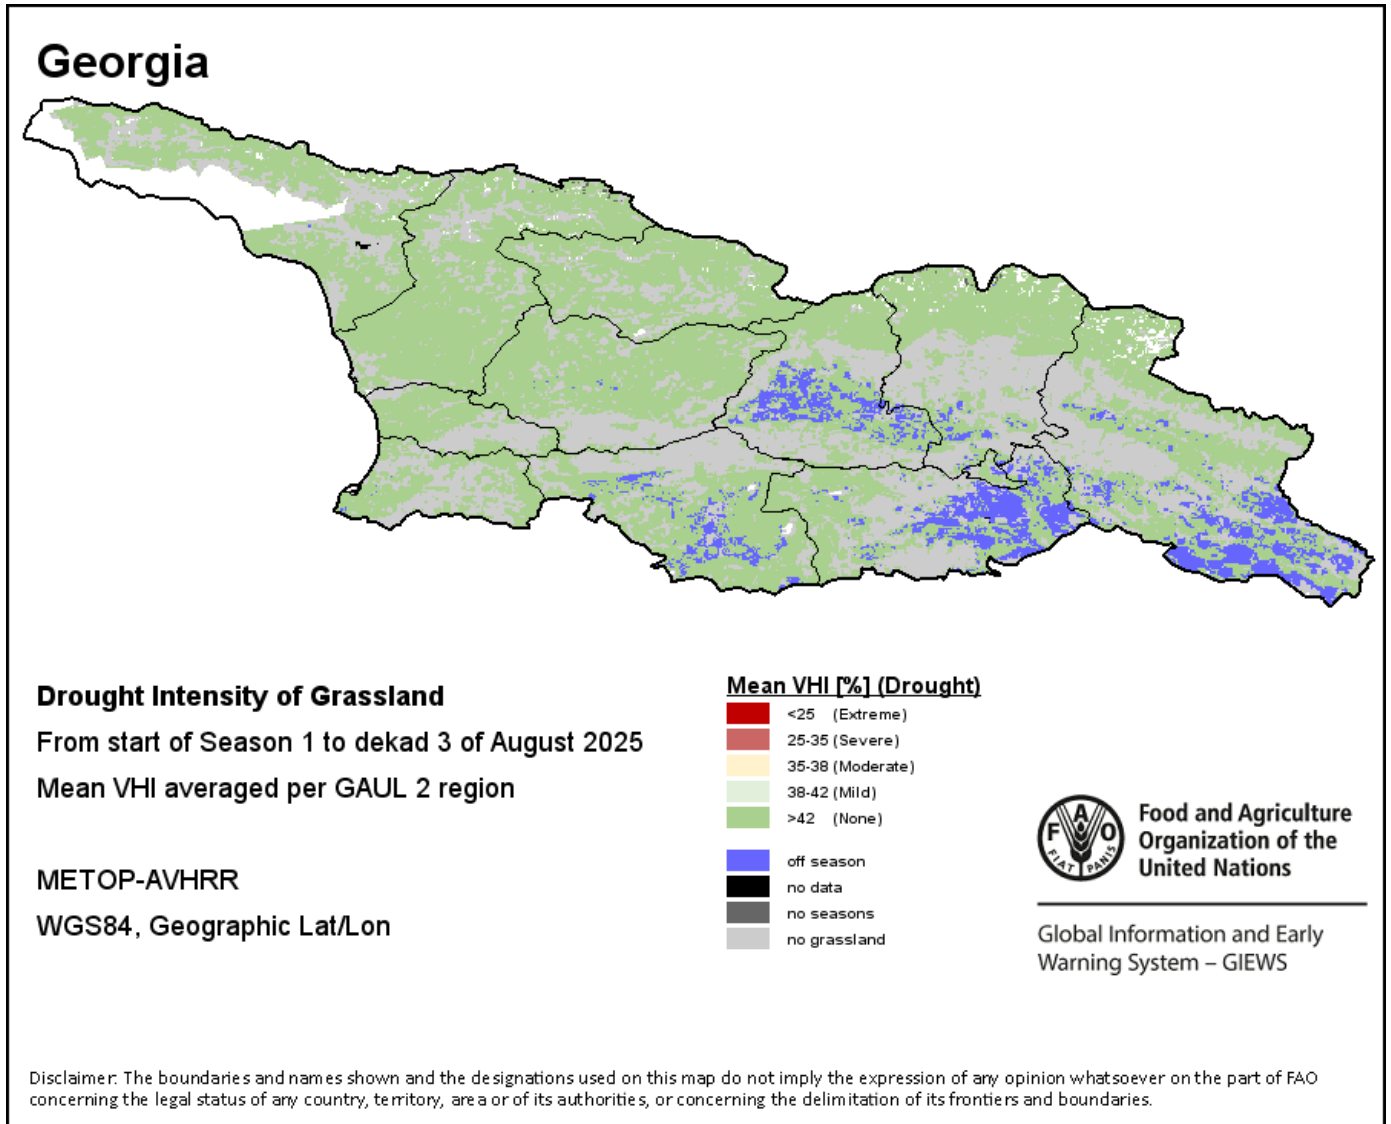 Georgia
Drought Intensity of Grassland
From start of Season 1 to dekad 3 of August 2025
Mean VHI averaged per GAUL 2 region
METOP-AVHRR
WGS84, Geographic Lat/Lon
Mean VHI [%] (Drought)
<25 (Extreme)
25-35 (Severe)
35-38 (Moderate)
38-42 (Mild)
>42 (None)
off season
no data
no seasons
no grassland
F A O
FIAT PANIS
Food and Agriculture
Organization of the
United Nations
Global Information and Early
Warning System – GIEWS
Disclaimer: The boundaries and names shown and the designations used on this map do not imply the expression of any opinion whatsoever on the part of FAO
concerning the legal status of any country, territory, area or of its authorities, or concerning the delimitation of its frontiers and boundaries.